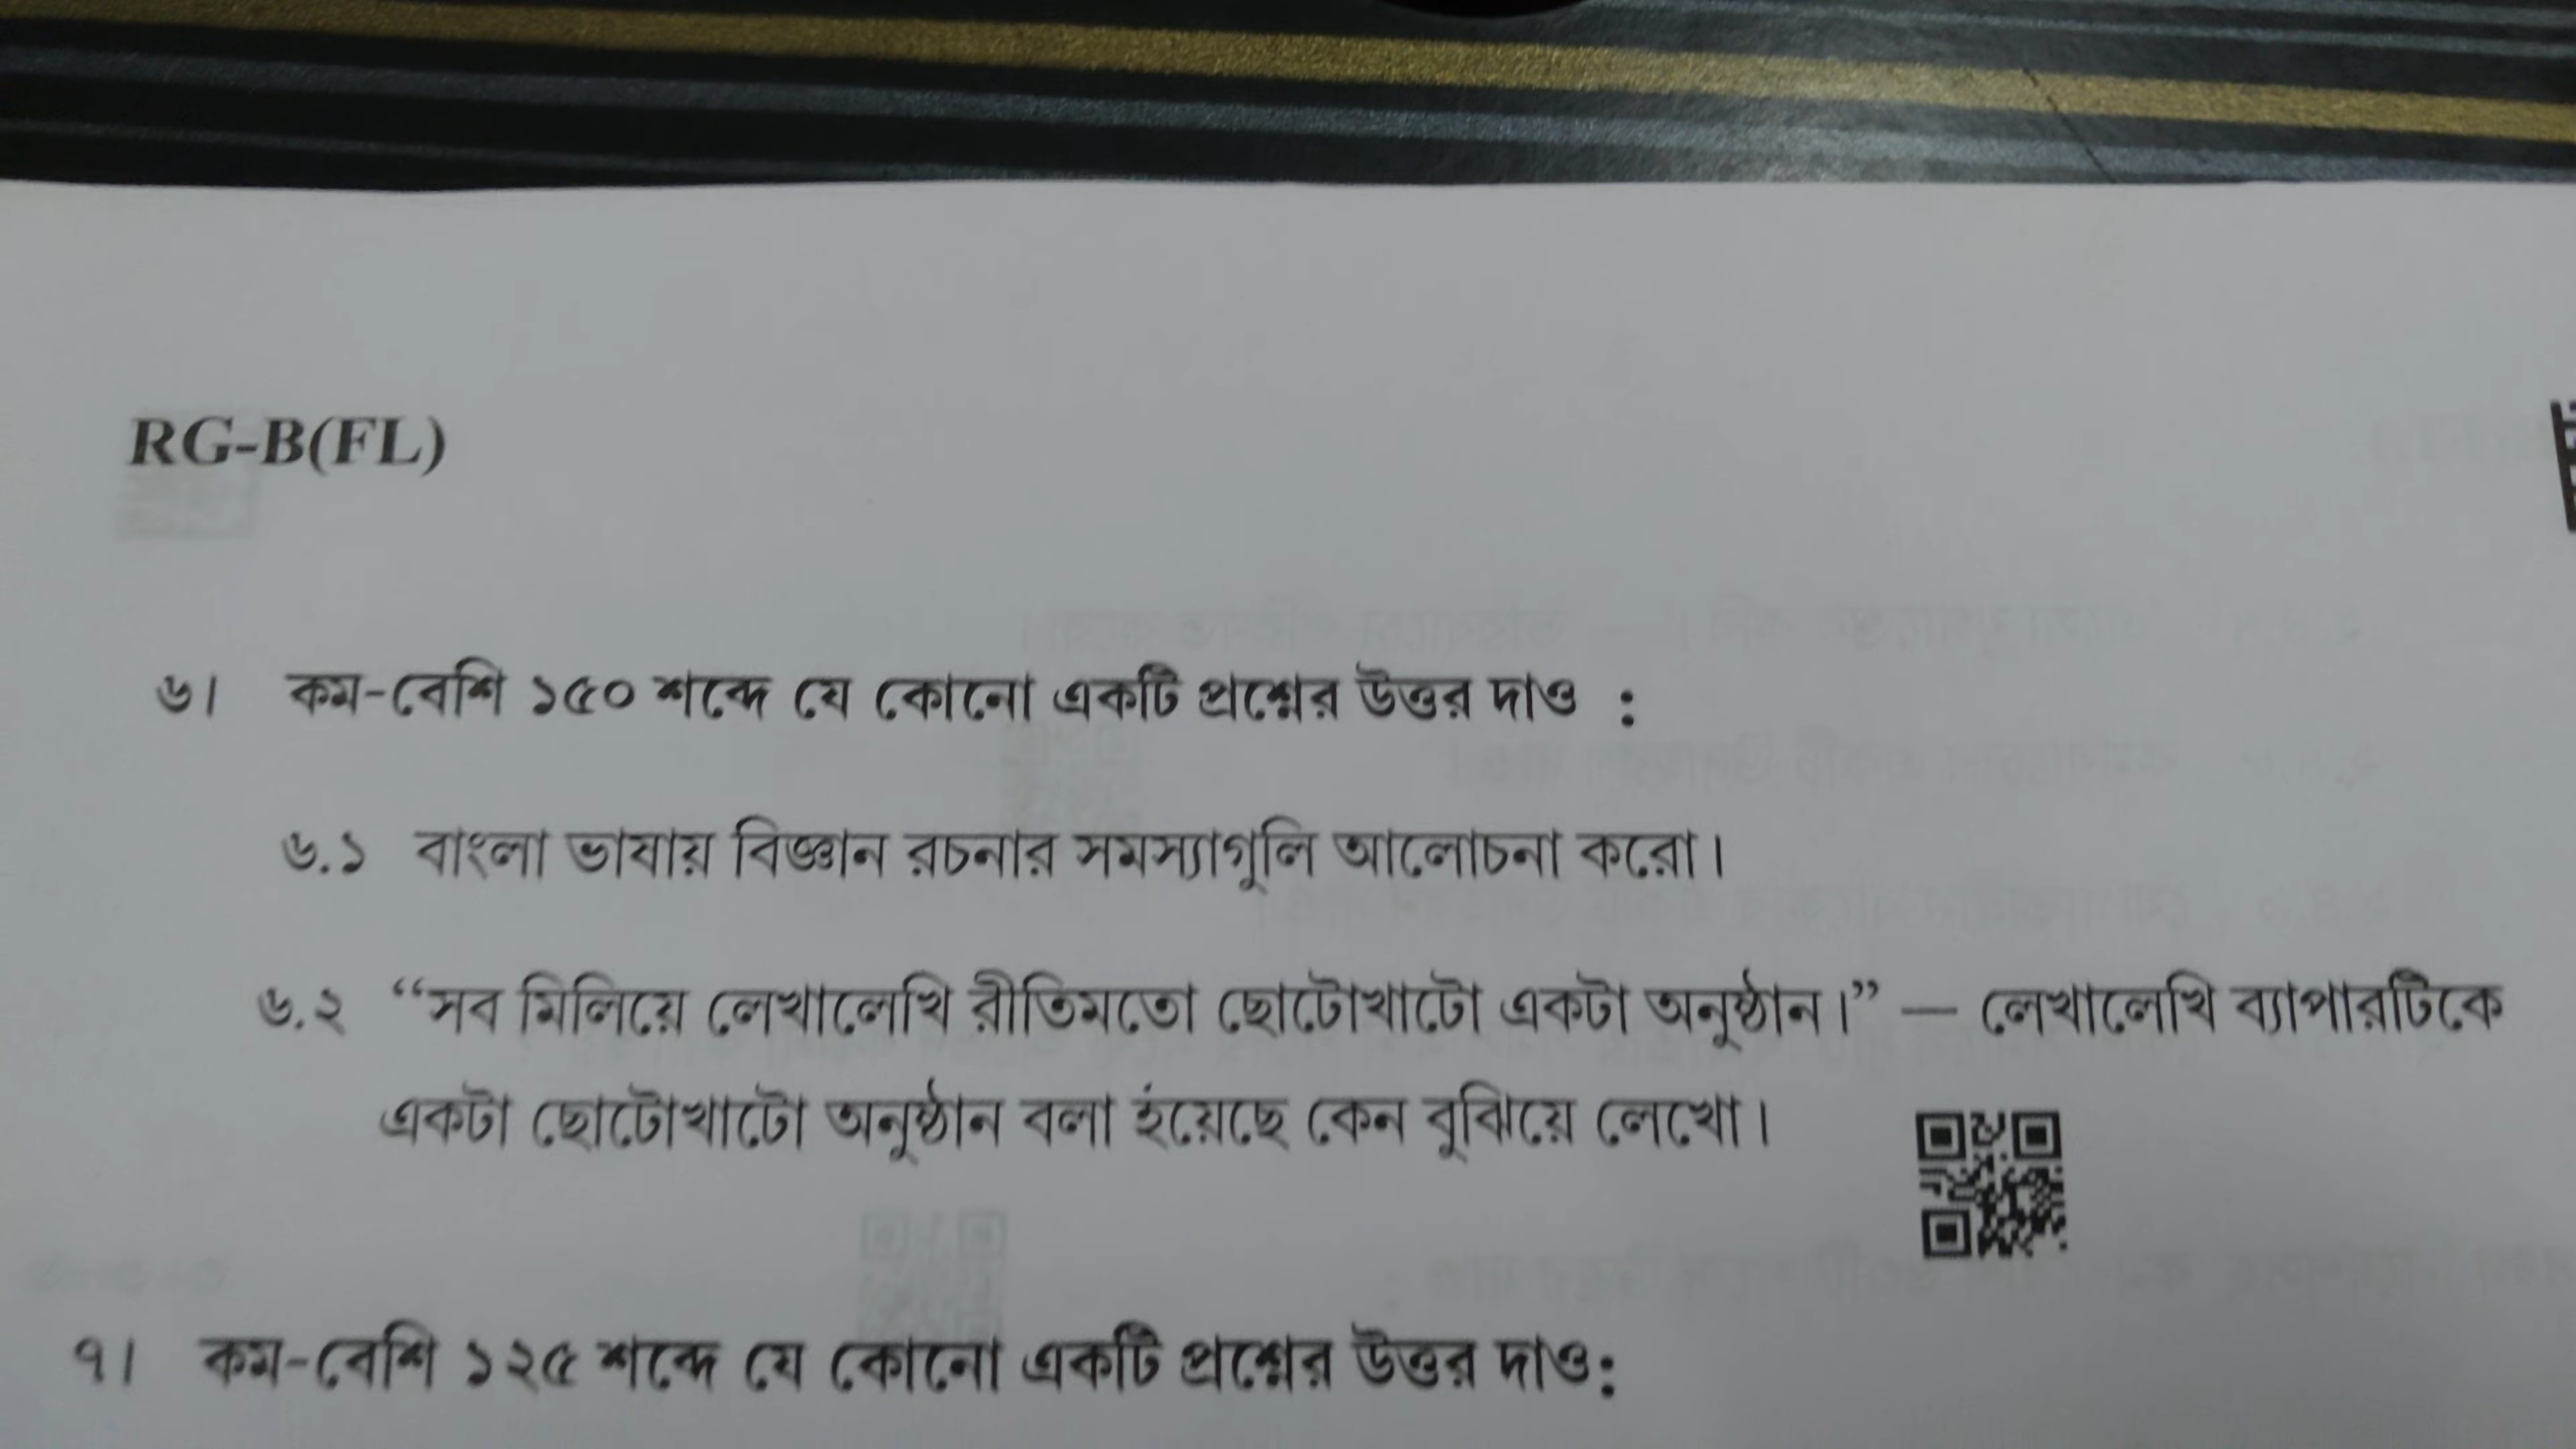 RG-B(FL)
৬। কম-বেশি ১৫০ শব্দে যে কোনো একটি প্রশ্নের উত্তর দাও :
৬.১ বাংলা ভাষায় বিজ্ঞান রচনার সমস্যাগুলি আলোচনা করো।
৬.২ “সব মিলিয়ে লেখালেখি রীতিমতো ছোটোখাটো একটা অনুষ্ঠান।” — লেখালেখি ব্যাপারটিকে
একটা ছোটোখাটো অনুষ্ঠান বলা হয়েছে কেন বুঝিয়ে লেখো।
৭। কম-বেশি ১২৫ শব্দে যে কোনো একটি প্রশ্নের উত্তর দাও: